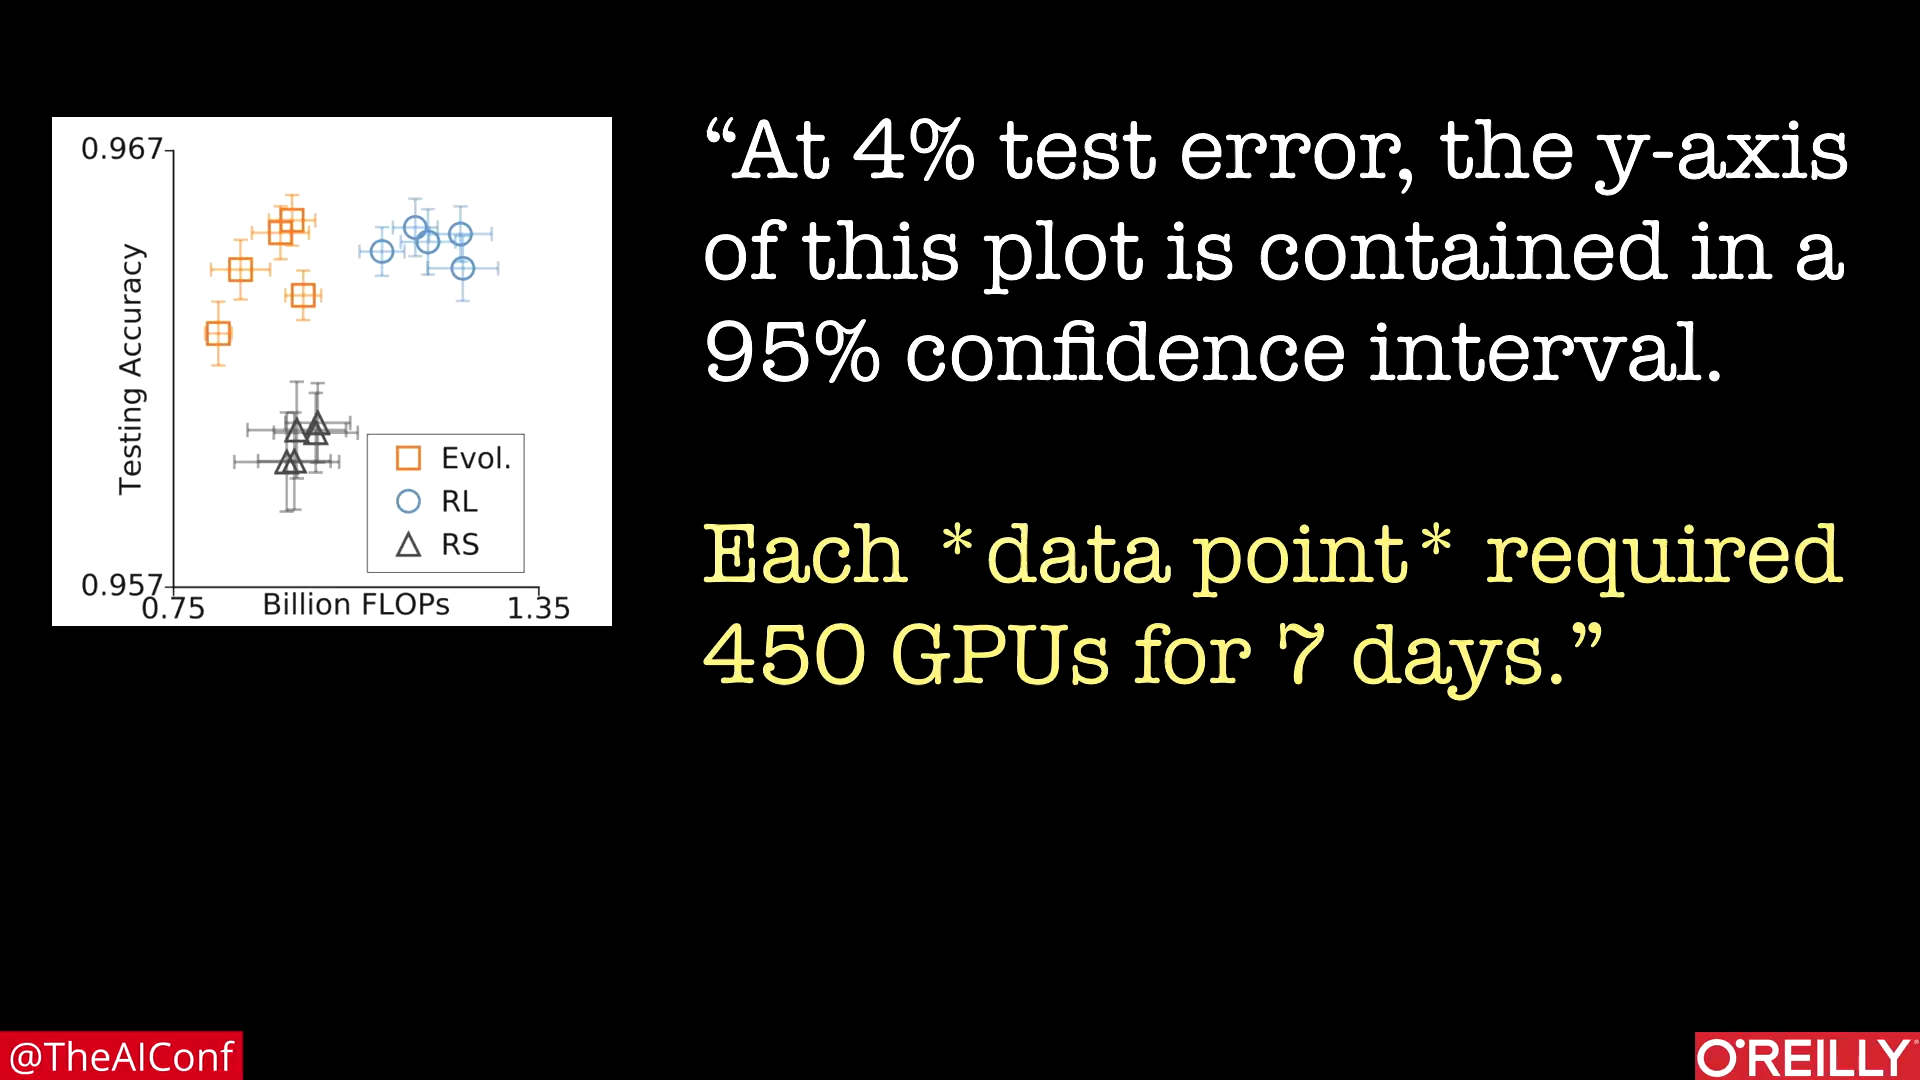 0.967
Testing Accuracy
Evol.
RL
RS
0.957
0.75
Billion FLOPs
1.35
“At 4% test error, the y-axis
of this plot is contained in a
95% confidence interval.
Each *data point* required
450 GPUs for 7 days.”
@TheAIConf
O'REILLY®